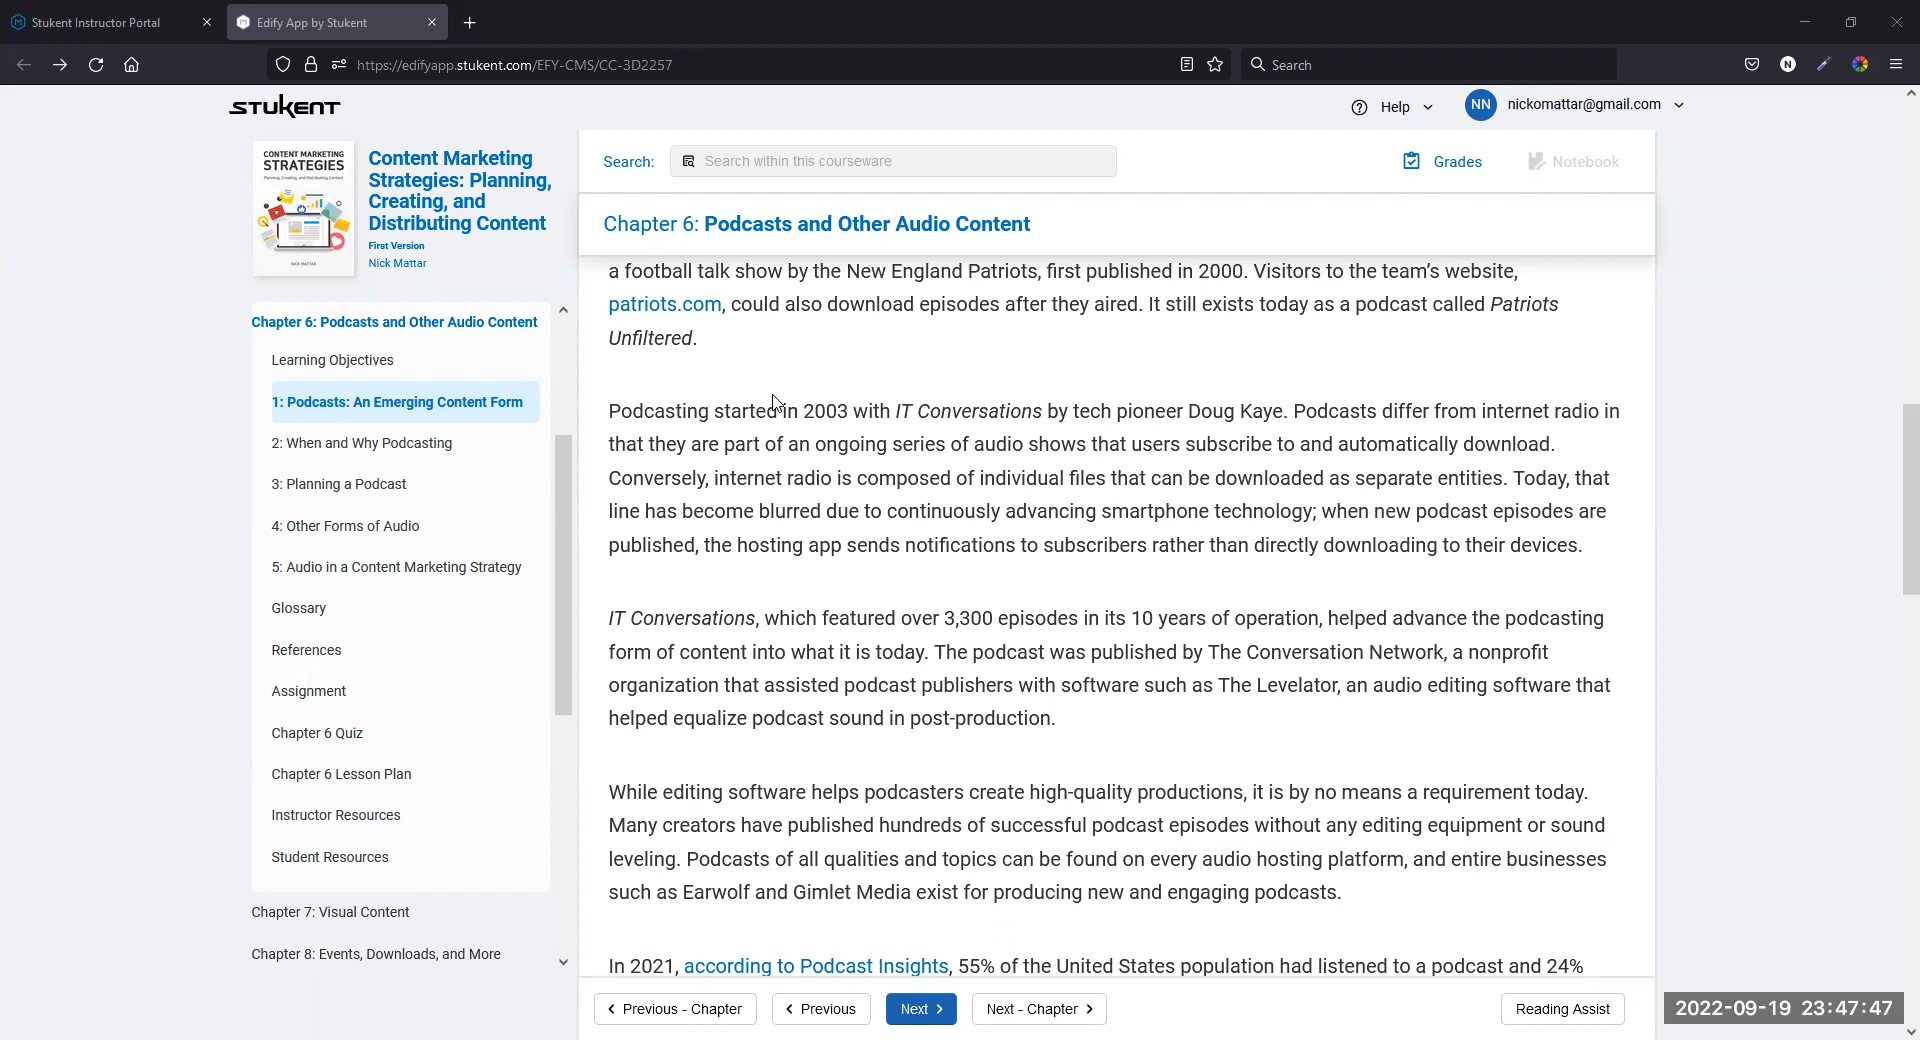 Stukent Instructor Portal
Edify App by Stukent
https://edifyapp.stukent.com/EFY-CMS/CC-3D2257
Search
N
STUKENT
Help
NN
nickomattar@gmail.com
CONTENT MARKETING
STRATEGIES
Planning, Creating, and Distributing Content
NICK MATTAR
Content Marketing
Strategies: Planning,
Creating, and
Distributing Content
First Version
Nick Mattar
Search:
Search within this courseware
Grades
Notebook
Chapter 6: Podcasts and Other Audio Content
Chapter 6: Podcasts and Other Audio Content
Learning Objectives
1: Podcasts: An Emerging Content Form
2: When and Why Podcasting
3: Planning a Podcast
4: Other Forms of Audio
5: Audio in a Content Marketing Strategy
Glossary
References
Assignment
Chapter 6 Quiz
Chapter 6 Lesson Plan
Instructor Resources
Student Resources
Chapter 7: Visual Content
Chapter 8: Events, Downloads, and More
a football talk show by the New England Patriots, first published in 2000. Visitors to the team's website,
patriots.com, could also download episodes after they aired. It still exists today as a podcast called Patriots
Unfiltered.
Podcasting started in 2003 with IT Conversations by tech pioneer Doug Kaye. Podcasts differ from internet radio in
that they are part of an ongoing series of audio shows that users subscribe to and automatically download.
Conversely, internet radio is composed of individual files that can be downloaded as separate entities. Today, that
line has become blurred due to continuously advancing smartphone technology; when new podcast episodes are
published, the hosting app sends notifications to subscribers rather than directly downloading to their devices.
IT Conversations, which featured over 3,300 episodes in its 10 years of operation, helped advance the podcasting
form of content into what it is today. The podcast was published by The Conversation Network, a nonprofit
organization that assisted podcast publishers with software such as The Levelator, an audio editing software that
helped equalize podcast sound in post-production.
While editing software helps podcasters create high-quality productions, it is by no means a requirement today.
Many creators have published hundreds of successful podcast episodes without any editing equipment or sound
leveling. Podcasts of all qualities and topics can be found on every audio hosting platform, and entire businesses
such as Earwolf and Gimlet Media exist for producing new and engaging podcasts.
In 2021, according to Podcast Insights, 55% of the United States population had listened to a podcast and 24%
Previous - Chapter
Previous
Next
Next - Chapter
Reading Assist
2022-09-19 23:47:47